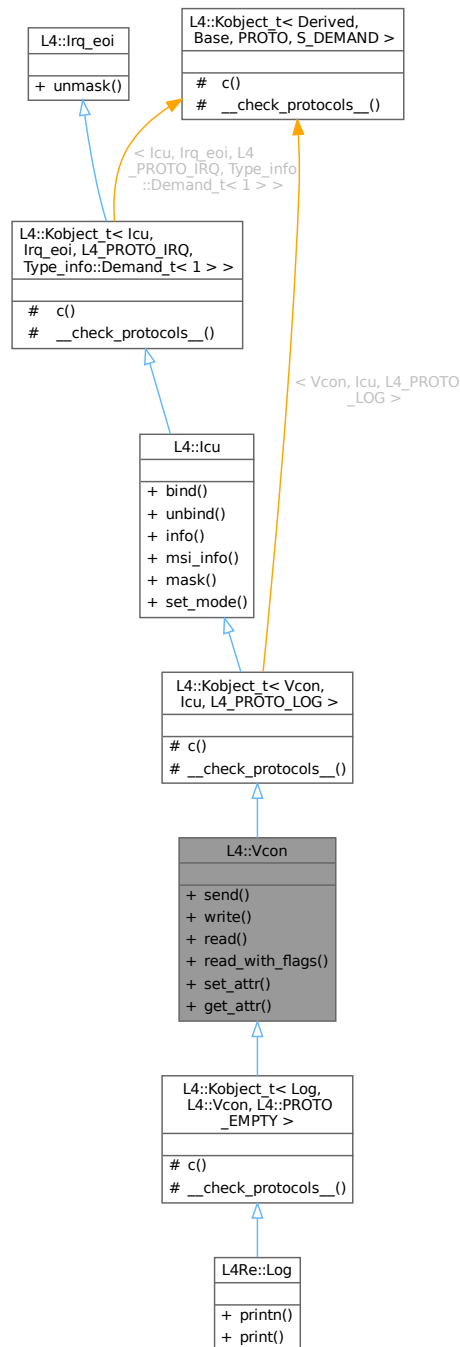 L4::Kobject_t< Derived,
Base, PROTO, S_DEMAND >
# c()
# __check_protocols__()
L4::Irq_eoi
+ unmask()
< Icu, Irq_eoi, L4
_PROTO_IRQ, Type_info
::Demand_t< 1 > >
L4::Kobject_t< Icu,
Irq_eoi, L4_PROTO_IRQ,
Type_info::Demand_t< 1 > >
# c()
# __check_protocols__()
< Vcon, Icu, L4_PROTO
_LOG >
L4::Icu
+ bind()
+ unbind()
+ info()
+ msi_info()
+ mask()
+ set_mode()
L4::Kobject_t< Vcon,
Icu, L4_PROTO_LOG >
# c()
# __check_protocols__()
L4::Vcon
+ send()
+ write()
+ read()
+ read_with_flags()
+ set_attr()
+ get_attr()
L4::Kobject_t< Log,
L4::Vcon, L4::PROTO
_EMPTY >
# c()
# __check_protocols__()
L4Re::Log
+ printn()
+ print()